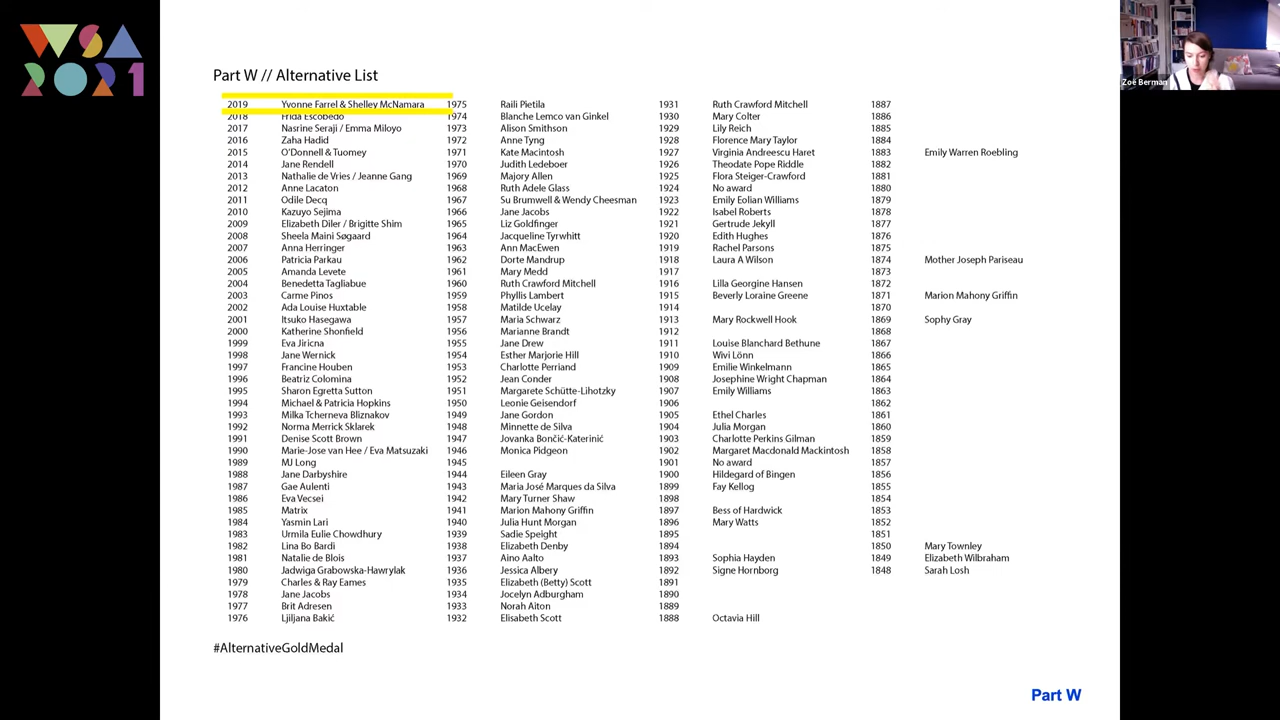 WSA
2021
Zoë Berman
Part W // Alternative List
2019 Yvonne Farrel & Shelley McNamara 1975 Raili Pietila 1931 Ruth Crawford Mitchell 1887
2018 Frida Escobedo 1974 Blanche Lemco van Ginkel 1930 Mary Colter 1886
2017 Nasrine Seraji / Emma Miloyo 1973 Alison Smithson 1929 Lily Reich 1885
2016 Zaha Hadid 1972 Anne Tyng 1928 Florence Mary Taylor 1884
2015 O'Donnell & Tuomey 1971 Kate Macintosh 1927 Virginia Andreescu Haret 1883 Emily Warren Roebling
2014 Jane Rendell 1970 Judith Ledeboer 1926 Theodate Pope Riddle 1882
2013 Nathalie de Vries / Jeanne Gang 1969 Majory Allen 1925 Flora Steiger-Crawford 1881
2012 Anne Lacaton 1968 Ruth Adele Glass 1924 No award 1880
2011 Odile Decq 1967 Su Brumwell & Wendy Cheesman 1923 Emily Eolian Williams 1879
2010 Kazuyo Sejima 1966 Jane Jacobs 1922 Isabel Roberts 1878
2009 Elizabeth Diler / Brigitte Shim 1965 Liz Goldfinger 1921 Gertrude Jekyll 1877
2008 Sheela Maini Søgaard 1964 Jacqueline Tyrwhitt 1920 Edith Hughes 1876
2007 Anna Herringer 1963 Ann MacEwen 1919 Rachel Parsons 1875
2006 Patricia Parkau 1962 Dorte Mandrup 1918 Laura A Wilson 1874 Mother Joseph Pariseau
2005 Amanda Levete 1961 Mary Medd 1917 1873
2004 Benedetta Tagliabue 1960 Ruth Crawford Mitchell 1916 Lilla Georgine Hansen 1872
2003 Carme Pinos 1959 Phyllis Lambert 1915 Beverly Loraine Greene 1871 Marion Mahony Griffin
2002 Ada Louise Huxtable 1958 Matilde Ucelay 1914 1870
2001 Itsuko Hasegawa 1957 Maria Schwarz 1913 Mary Rockwell Hook 1869 Sophy Gray
2000 Katherine Shonfield 1956 Marianne Brandt 1912 1868
1999 Eva Jiricna 1955 Jane Drew 1911 Louise Blanchard Bethune 1867
1998 Jane Wernick 1954 Esther Marjorie Hill 1910 Wivi Lönn 1866
1997 Francine Houben 1953 Charlotte Perriand 1909 Emilie Winkelmann 1865
1996 Beatriz Colomina 1952 Jean Conder 1908 Josephine Wright Chapman 1864
1995 Sharon Egretta Sutton 1951 Margarete Schütte-Lihotzky 1907 Emily Williams 1863
1994 Michael & Patricia Hopkins 1950 Leonie Geisendorf 1906 1862
1993 Milka Tcherneva Bliznakov 1949 Jane Gordon 1905 Ethel Charles 1861
1992 Norma Merrick Sklarek 1948 Minnette de Silva 1904 Julia Morgan 1860
1991 Denise Scott Brown 1947 Jovanka Bončić-Katerinić 1903 Charlotte Perkins Gilman 1859
1990 Marie-Jose van Hee / Eva Matsuzaki 1946 Monica Pidgeon 1902 Margaret Macdonald Mackintosh 1858
1989 MJ Long 1945 1901 No award 1857
1988 Jane Darbyshire 1944 Eileen Gray 1900 Hildegard of Bingen 1856
1987 Gae Aulenti 1943 Maria José Marques da Silva 1899 Fay Kellog 1855
1986 Eva Vecsei 1942 Mary Turner Shaw 1898 1854
1985 Matrix 1941 Marion Mahony Griffin 1897 Bess of Hardwick 1853
1984 Yasmin Lari 1940 Julia Hunt Morgan 1896 Mary Watts 1852
1983 Urmila Eulie Chowdhury 1939 Sadie Speight 1895 1851
1982 Lina Bo Bardi 1938 Elizabeth Denby 1894 1850 Mary Townley
1981 Natalie de Blois 1937 Aino Aalto 1893 Sophia Hayden 1849 Elizabeth Wilbraham
1980 Jadwiga Grabowska-Hawrylak 1936 Jessica Albery 1892 Signe Hornborg 1848 Sarah Losh
1979 Charles & Ray Eames 1935 Elizabeth (Betty) Scott 1891
1978 Jane Jacobs 1934 Jocelyn Adburgham 1890
1977 Brit Adresen 1933 Norah Aiton 1889
1976 Ljiljana Bakić 1932 Elisabeth Scott 1888 Octavia Hill
#AlternativeGoldMedal
Part W